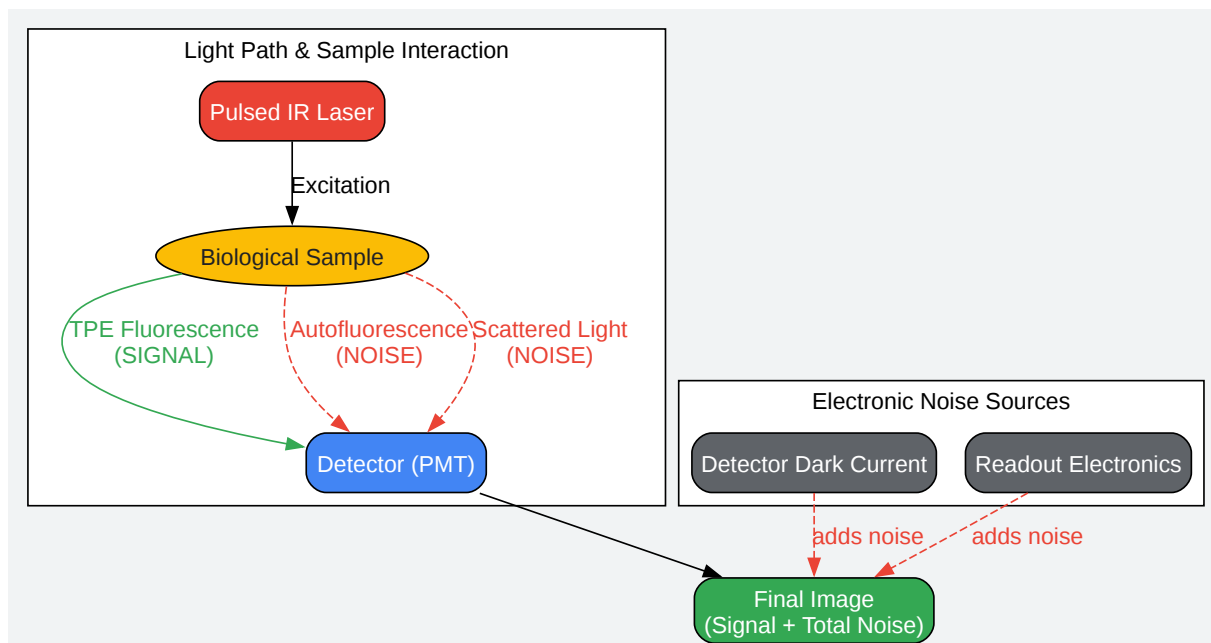 Light Path & Sample Interaction
Pulsed IR Laser
Excitation
Biological Sample
TPE Fluorescence
(SIGNAL)
Autofluorescence
(NOISE)
Scattered Light
(NOISE)
Detector (PMT)
Electronic Noise Sources
Detector Dark Current
Readout Electronics
adds noise
adds noise
Final Image
(Signal + Total Noise)